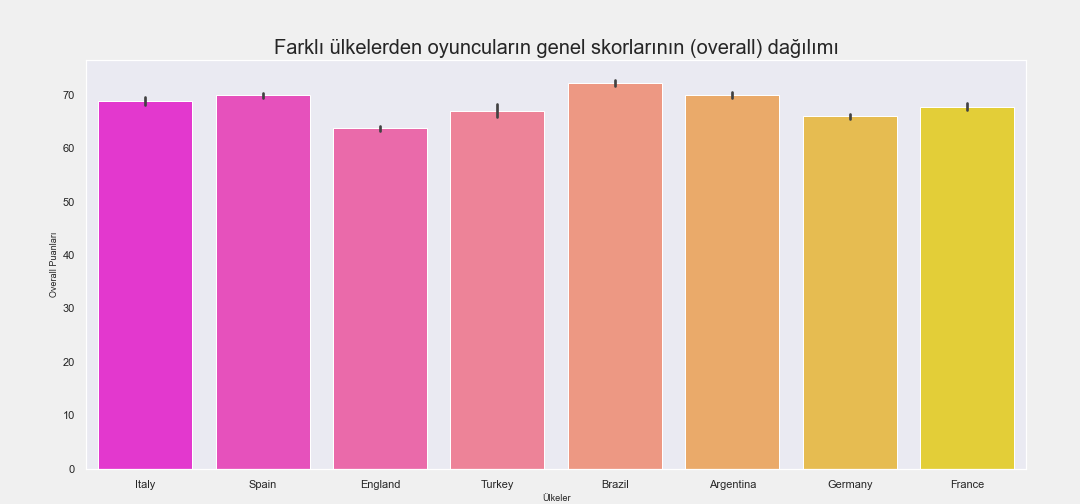 Farklı ülkelerden oyuncuların genel skorlarının (overall) dağılımı
Overall Puanları
70
60
50
40
30
20
10
0
Italy Spain England Turkey Brazil Argentina Germany France
Ülkeler